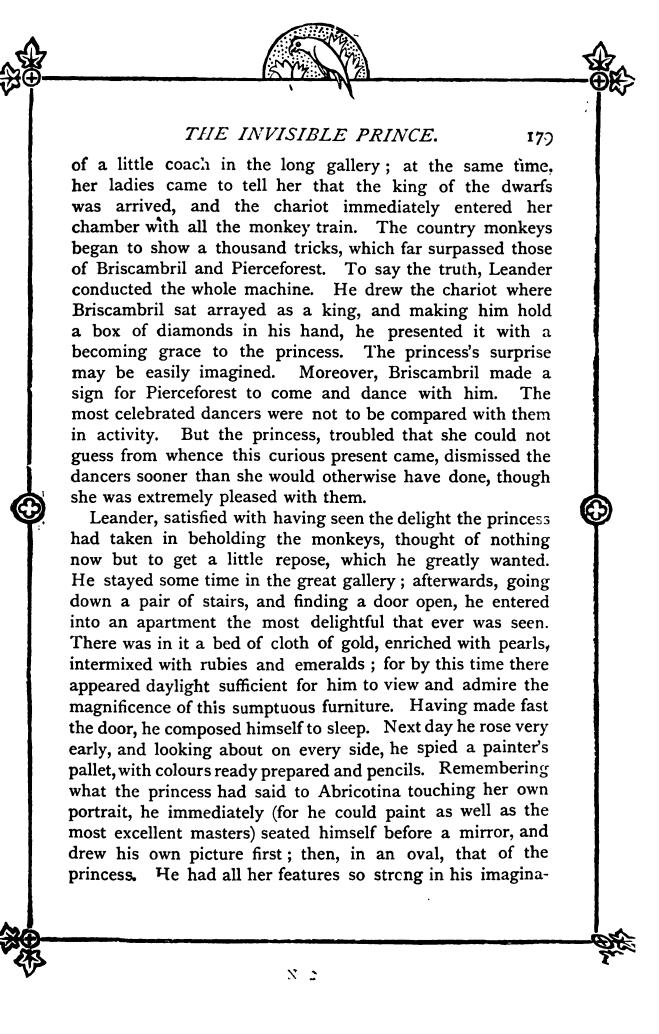 THE INVISIBLE PRINCE. 179
of a little coach in the long gallery; at the same time,
her ladies came to tell her that the king of the dwarfs
was arrived, and the chariot immediately entered her
chamber with all the monkey train. The country monkeys
began to show a thousand tricks, which far surpassed those
of Briscambril and Pierceforest. To say the truth, Leander
conducted the whole machine. He drew the chariot where
Briscambril sat arrayed as a king, and making him hold
a box of diamonds in his hand, he presented it with a
becoming grace to the princess. The princess's surprise
may be easily imagined. Moreover, Briscambril made a
sign for Pierceforest to come and dance with him. The
most celebrated dancers were not to be compared with them
in activity. But the princess, troubled that she could not
guess from whence this curious present came, dismissed the
dancers sooner than she would otherwise have done, though
she was extremely pleased with them.
Leander, satisfied with having seen the delight the princess
had taken in beholding the monkeys, thought of nothing
now but to get a little repose, which he greatly wanted.
He stayed some time in the great gallery; afterwards, going
down a pair of stairs, and finding a door open, he entered
into an apartment the most delightful that ever was seen.
There was in it a bed of cloth of gold, enriched with pearls,
intermixed with rubies and emeralds; for by this time there
appeared daylight sufficient for him to view and admire the
magnificence of this sumptuous furniture. Having made fast
the door, he composed himself to sleep. Next day he rose very
early, and looking about on every side, he spied a painter's
pallet, with colours ready prepared and pencils. Remembering
what the princess had said to Abricotina touching her own
portrait, he immediately (for he could paint as well as the
most excellent masters) seated himself before a mirror, and
drew his own picture first; then, in an oval, that of the
princess. He had all her features so strong in his imagina-
N 2